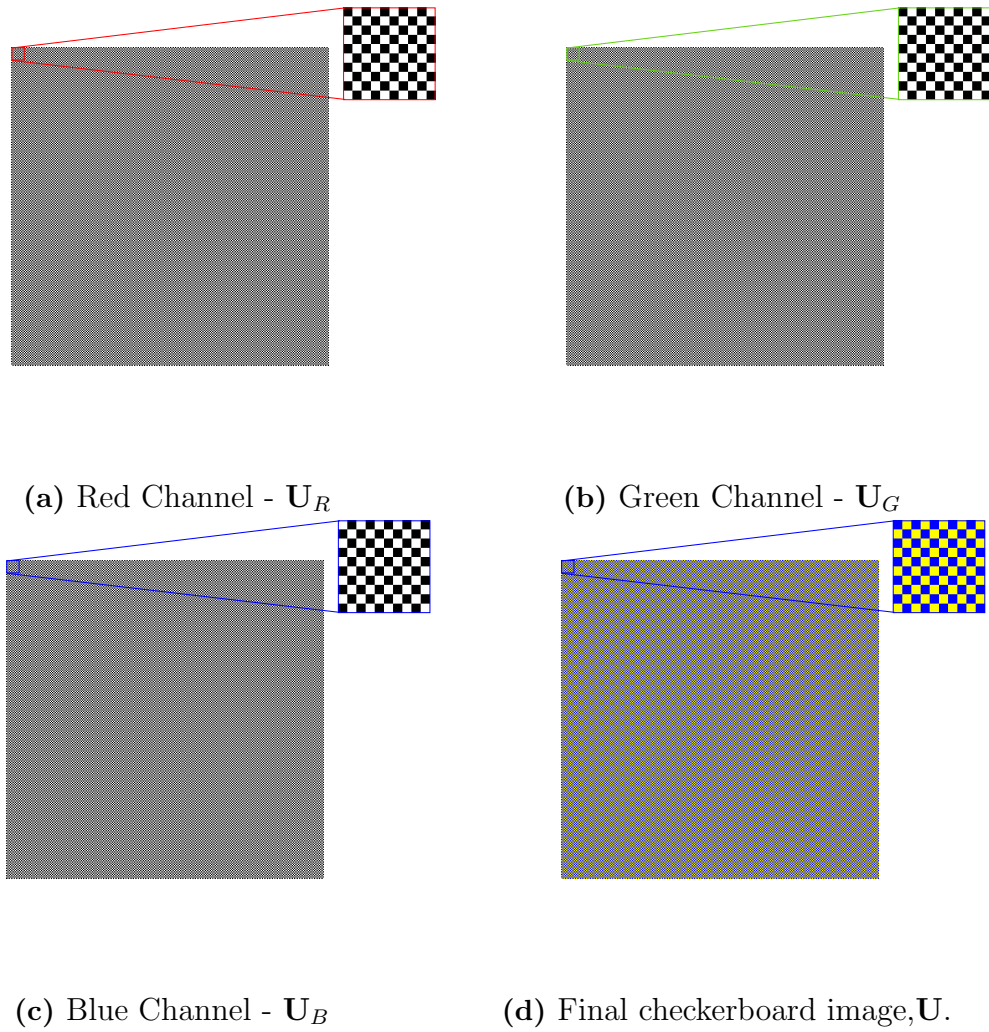 (a) Red Channel - U_R
(b) Green Channel - U_G
(c) Blue Channel - U_B
(d) Final checkerboard image,U.